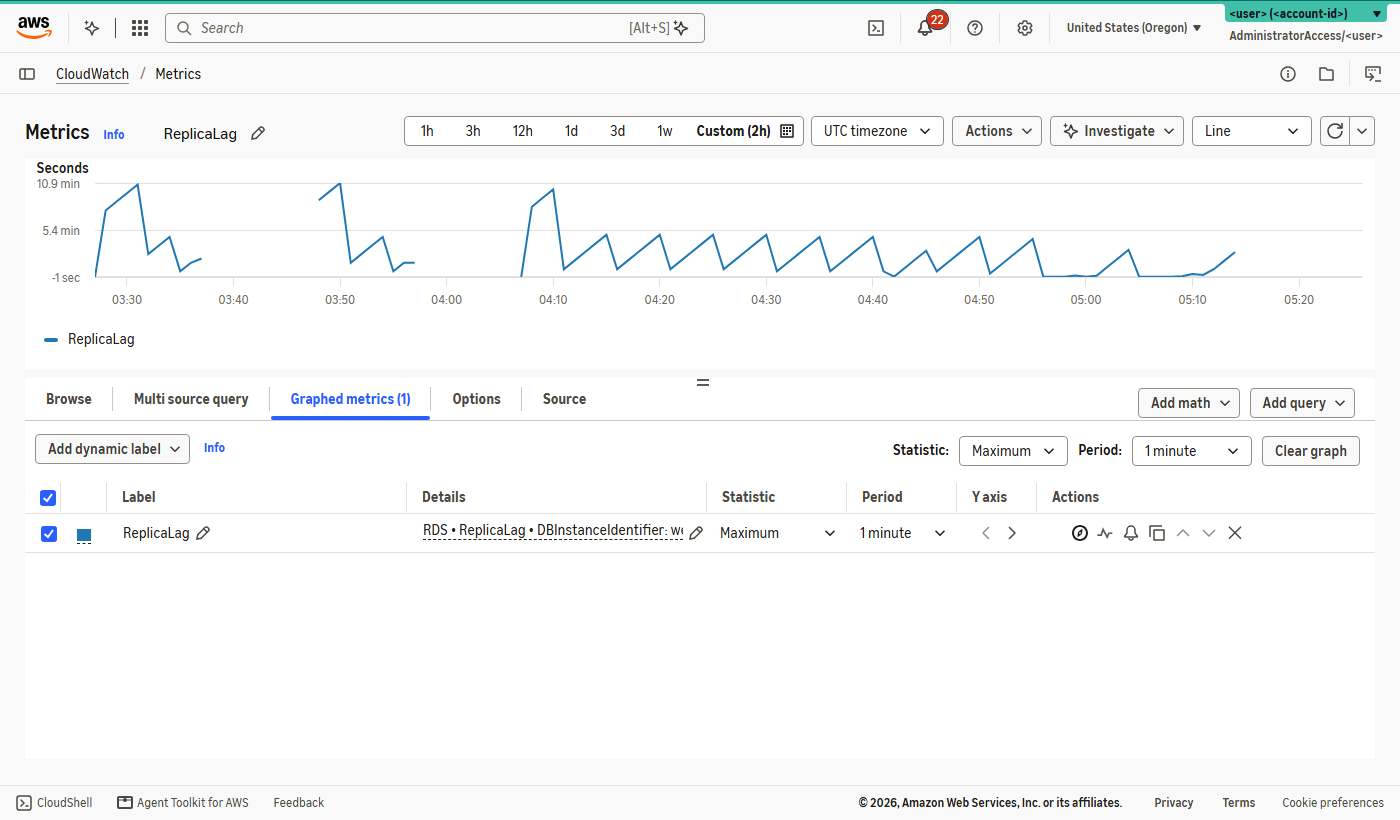 aws
Search
[Alt+S]
22
United States (Oregon)
<user> (<account-id>)
AdministratorAccess/<user>
CloudWatch / Metrics
Metrics Info ReplicaLag
1h 3h 12h 1d 3d 1w Custom (2h) UTC timezone Actions Investigate Line
Seconds
10.9 min
5.4 min
-1 sec
03:30 03:40 03:50 04:00 04:10 04:20 04:30 04:40 04:50 05:00 05:10 05:20
ReplicaLag
Browse Multi source query Graphed metrics (1) Options Source Add math Add query
Add dynamic label Info Statistic: Maximum Period: 1 minute Clear graph
Label Details Statistic Period Y axis Actions
ReplicaLag RDS • ReplicaLag • DBInstanceIdentifier: Maximum 1 minute
CloudShell Agent Toolkit for AWS Feedback © 2026, Amazon Web Services, Inc. or its affiliates. Privacy Terms Cookie preferences